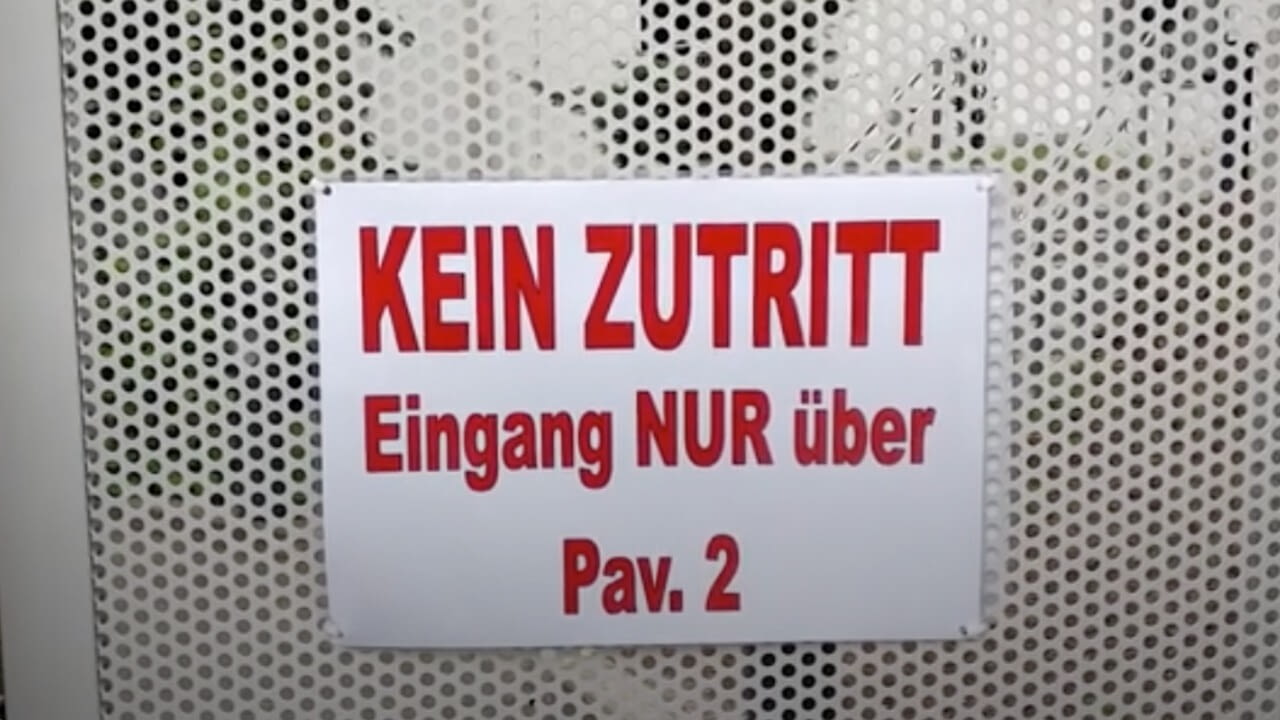 KEIN ZUTRITT
Eingang NUR über
Pav. 2